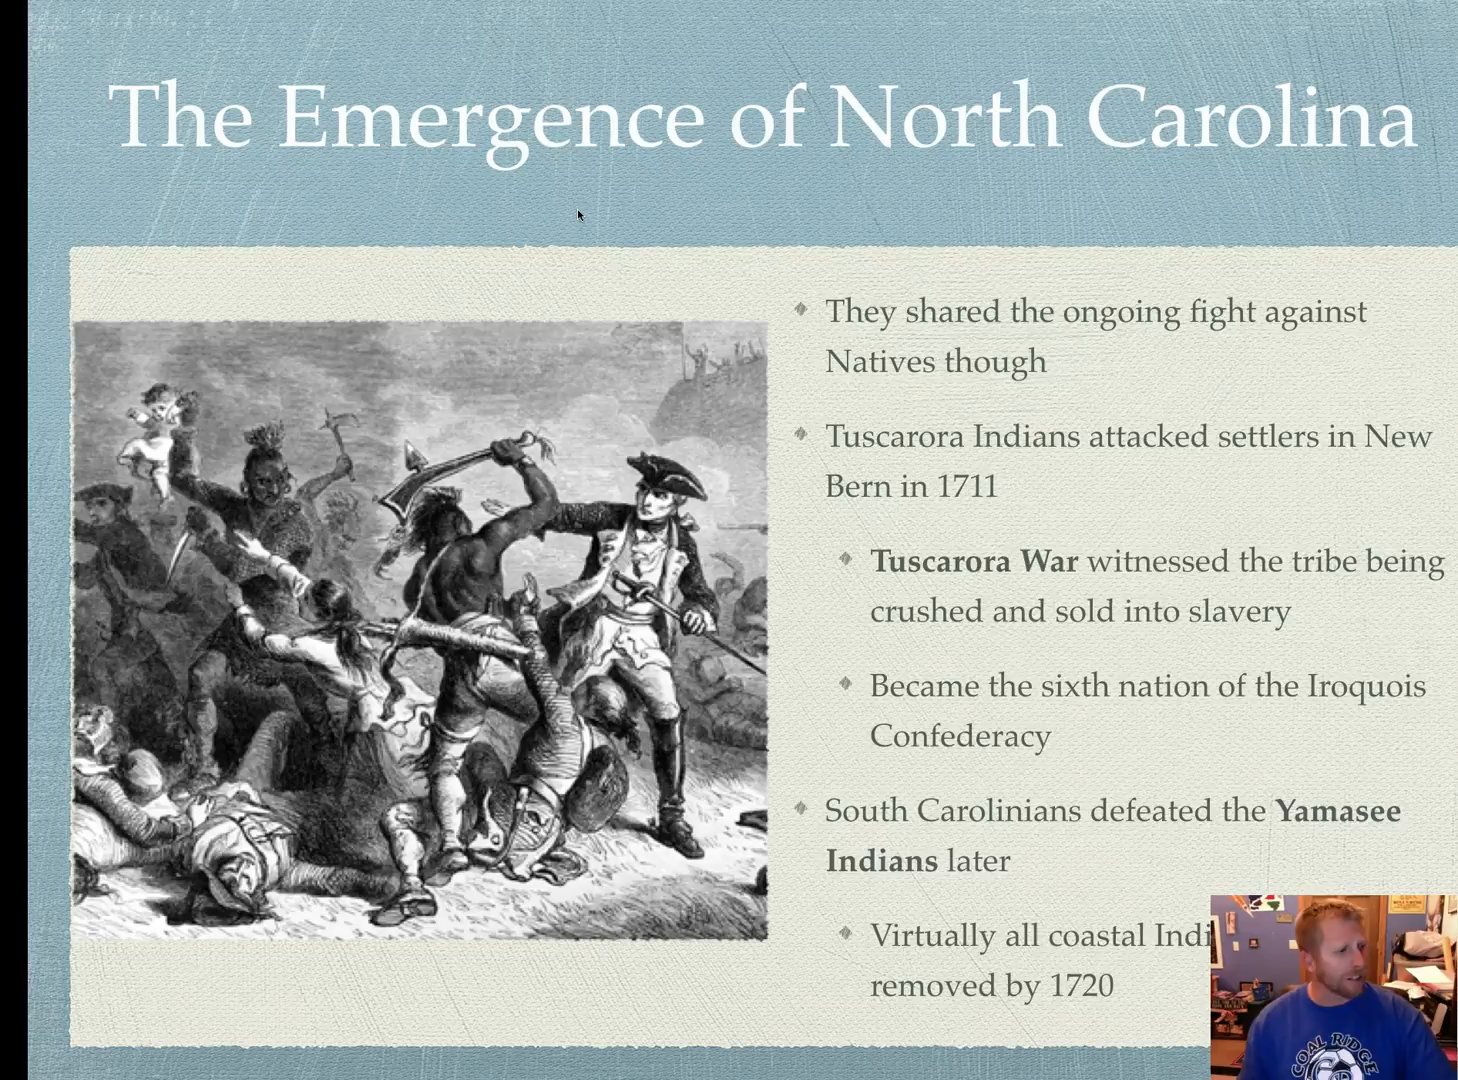 The Emergence of North Carolina
They shared the ongoing fight against
Natives though
Tuscarora Indians attacked settlers in New
Bern in 1711
Tuscarora War witnessed the tribe being
crushed and sold into slavery
Became the sixth nation of the Iroquois
Confederacy
South Carolinians defeated the Yamasee
Indians later
Virtually all coastal Indi
removed by 1720
COAL RIDGE